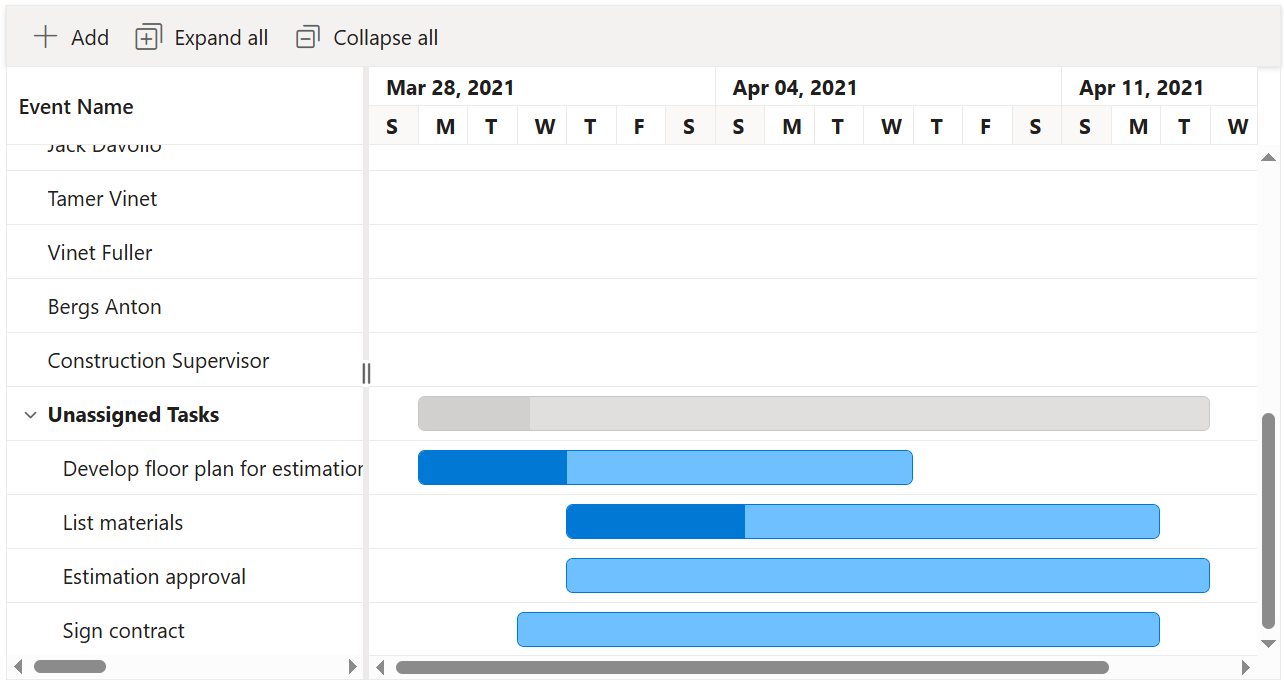 Add Expand all Collapse all
Event Name
Mar 28, 2021 Apr 04, 2021 Apr 11, 2021
S M T W T F S S M T W T F S S M T W
Jack Davolio
Tamer Vinet
Vinet Fuller
Bergs Anton
Construction Supervisor
Unassigned Tasks
Develop floor plan for estimation
List materials
Estimation approval
Sign contract